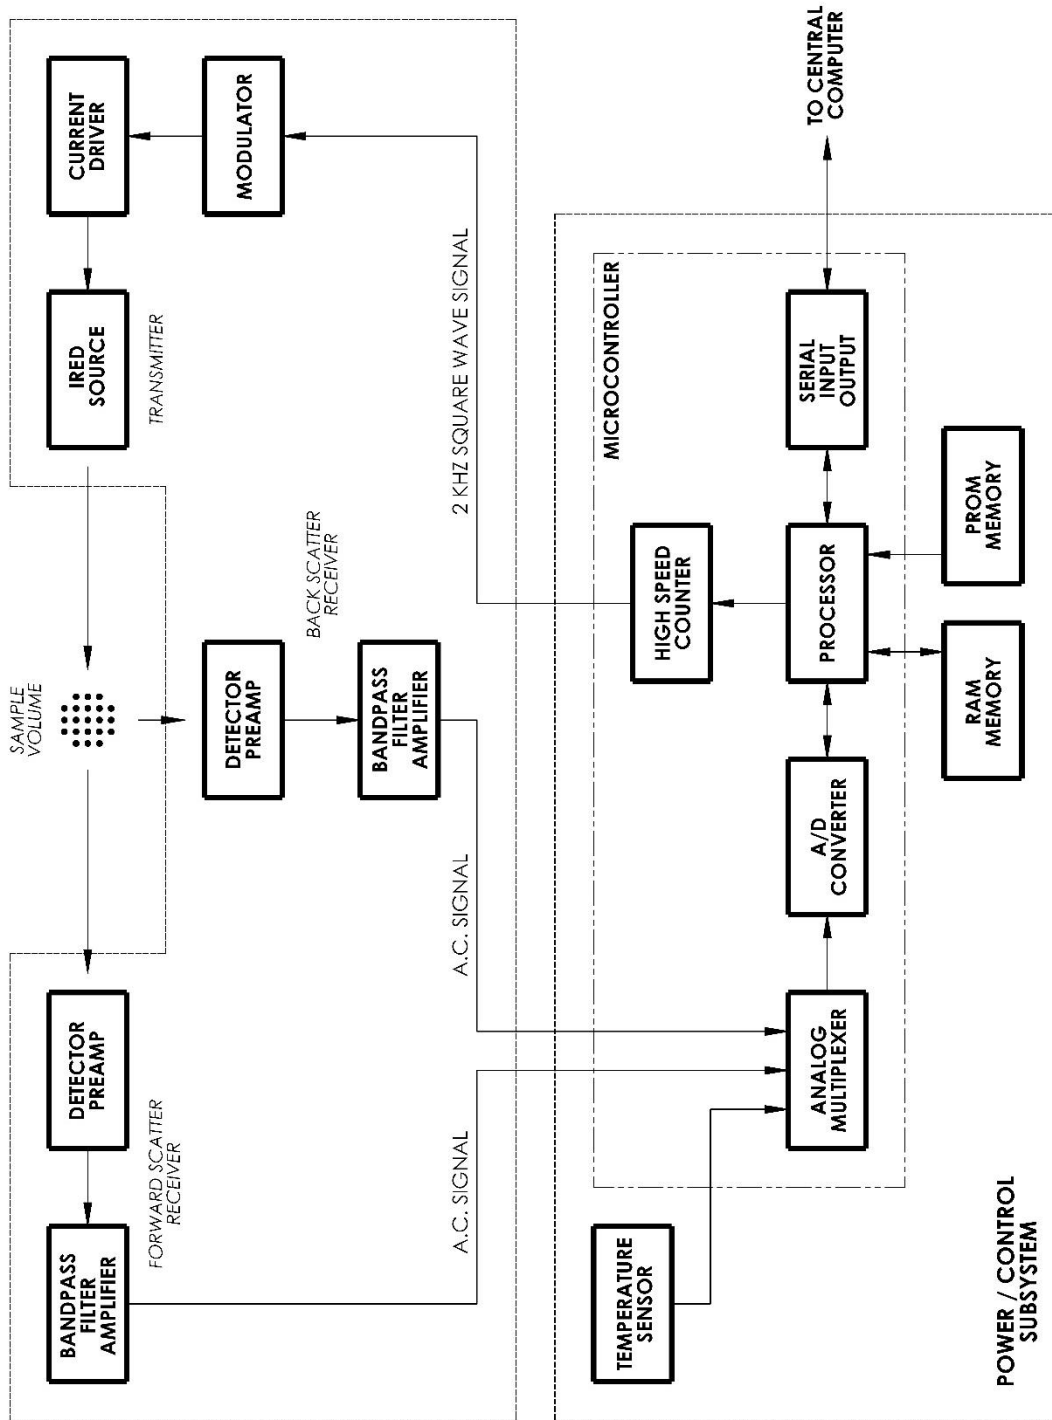 BANDPASS
FILTER
AMPLIFIER
DETECTOR
PREAMP
FORWARD SCATTER
RECEIVER
SAMPLE
VOLUME
IRED
SOURCE
TRANSMITTER
CURRENT
DRIVER
MODULATOR
DETECTOR
PREAMP
BACK SCATTER
RECEIVER
BANDPASS
FILTER
AMPLIFIER
A.C. SIGNAL
A.C. SIGNAL
2 KHZ SQUARE WAVE SIGNAL
TEMPERATURE
SENSOR
MICROCONTROLLER
HIGH SPEED
COUNTER
ANALOG
MULTIPLEXER
A/D
CONVERTER
PROCESSOR
SERIAL
INPUT
OUTPUT
TO CENTRAL
COMPUTER
RAM
MEMORY
PROM
MEMORY
POWER / CONTROL
SUBSYSTEM